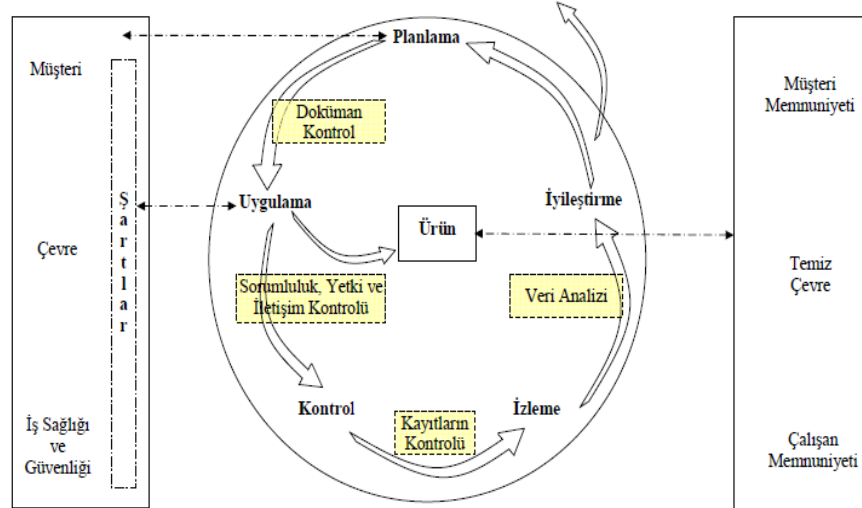 Müşteri
Çevre
İş Sağlığı
ve
Güvenliği
Şartlar
Planlama
Doküman
Kontrol
Uygulama
Ürün
İyileştirme
Sorumluluk, Yetki ve
İletişim Kontrolü
Veri Analizi
Kontrol
Kayıtların
Kontrolü
İzleme
Müşteri
Memnuniyeti
Temiz
Çevre
Çalışan
Memnuniyeti